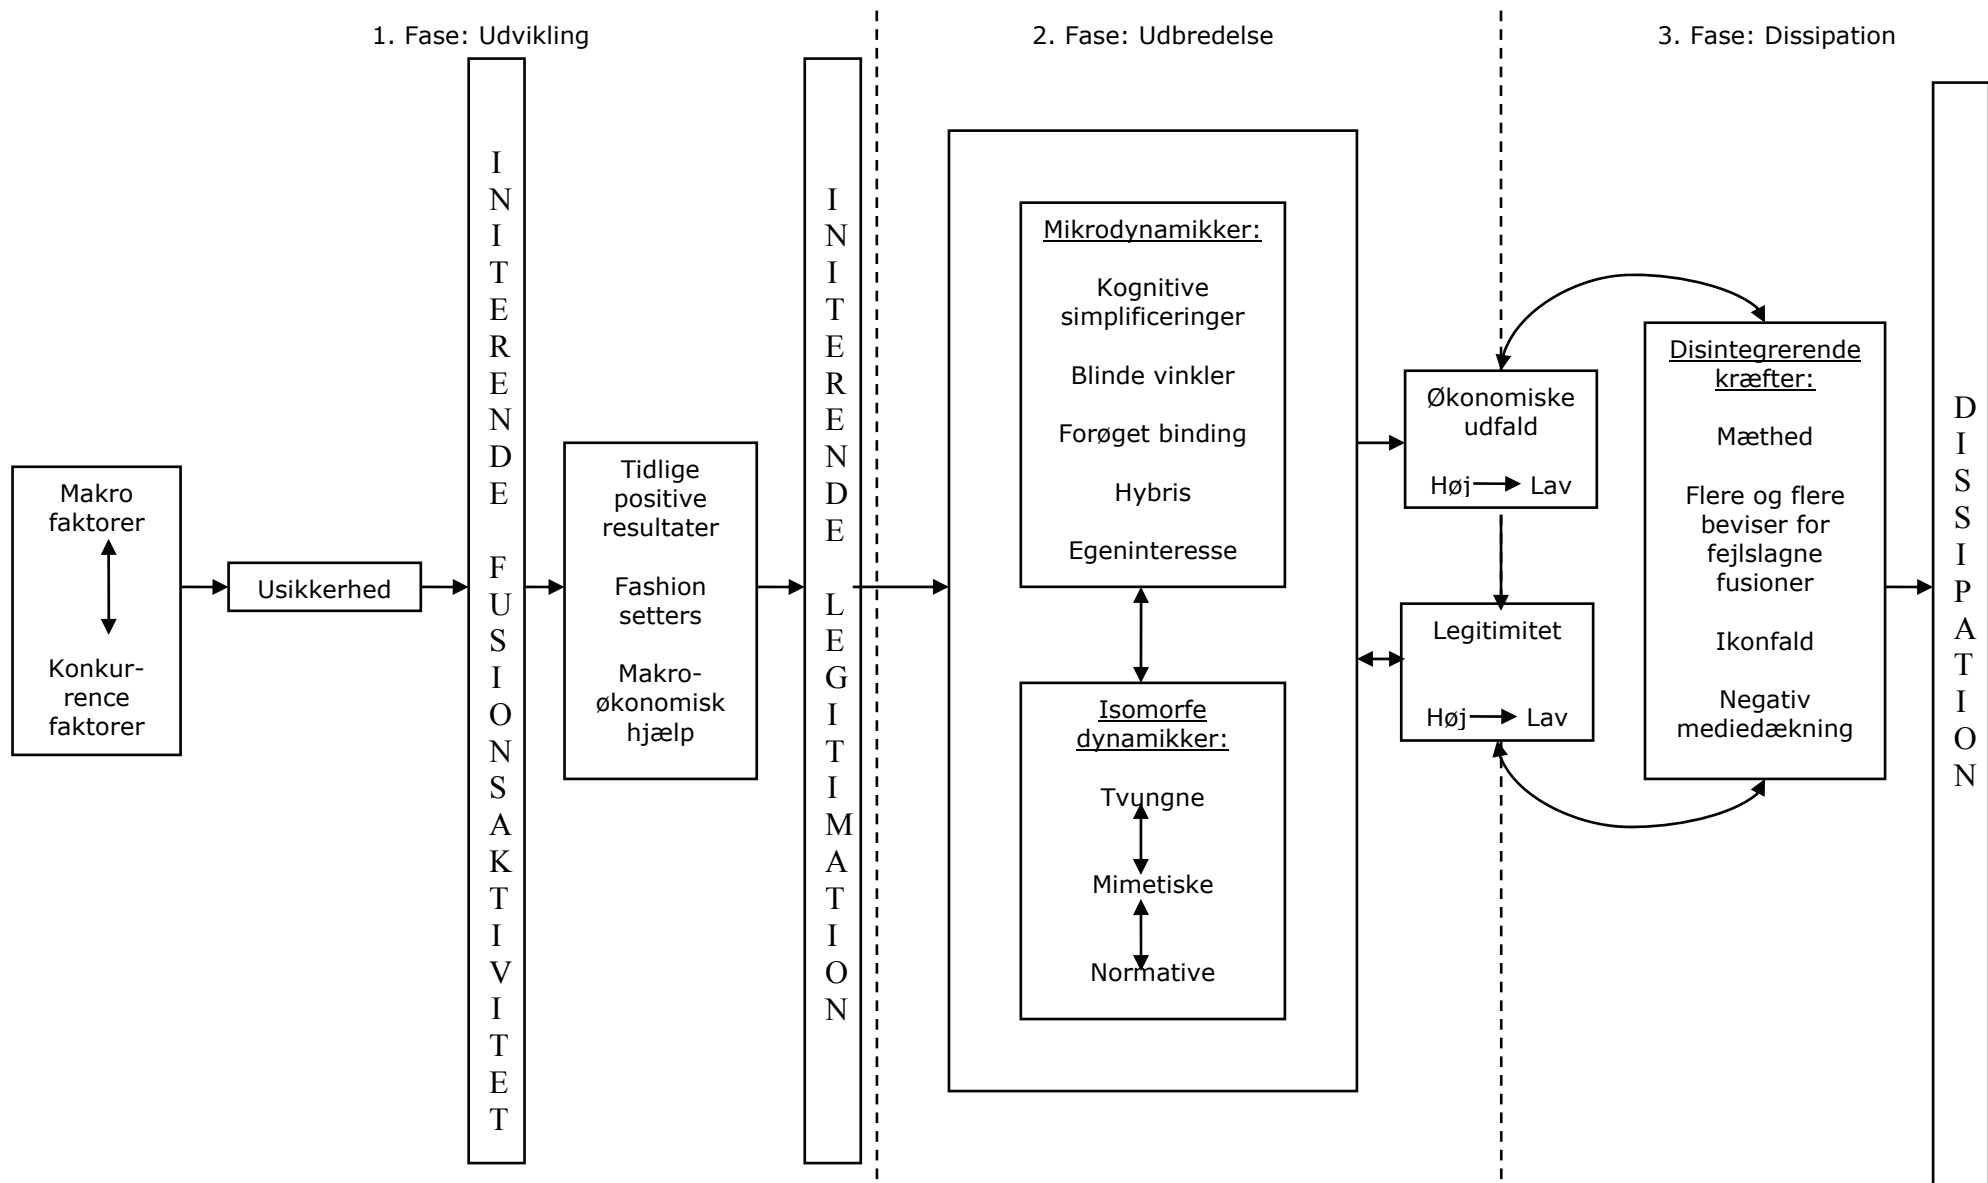 1. Fase: Udvikling
2. Fase: Udbredelse
3. Fase: Dissipation
Makro
faktorer
Konkur-
rence
faktorer
Usikkerhed
INITERENDE FUSIONSAKTIVITET
Tidlige
positive
resultater
Fashion
setters
Makro-
økonomisk
hjælp
INITERENDE LEGITIMATION
Mikrodynamikker:
Kognitive
simplificeringer
Blinde vinkler
Forøget binding
Hybris
Egeninteresse
Isomorfe
dynamikker:
Tvungne
Mimetiske
Normative
Økonomiske
udfald
Høj Lav
Legitimitet
Høj Lav
Disintegrerende
kræfter:
Mæthed
Flere og flere
beviser for
fejlslagne
fusioner
Ikonfald
Negativ
mediedækning
DISSIPATION